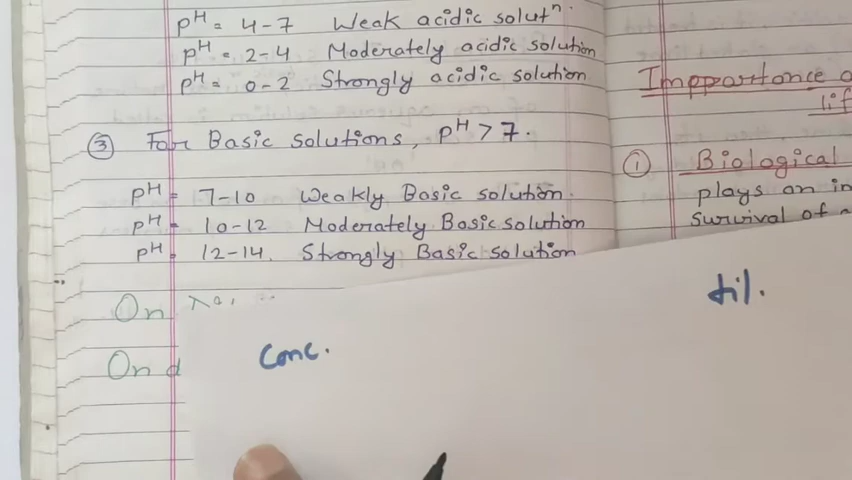 pH = 4-7 Weak acidic solutn.
pH = 2-4 Moderately acidic solution
pH = 0-2 Strongly acidic solution
③ For Basic solutions, pH > 7.
pH = 7-10 Weakly Basic solution.
pH = 10-12 Moderately Basic solution
pH = 12-14. Strongly Basic solution
On
On d
Impportance o
lif
① Biological
plays on in
Survival of a
conc.
dil.